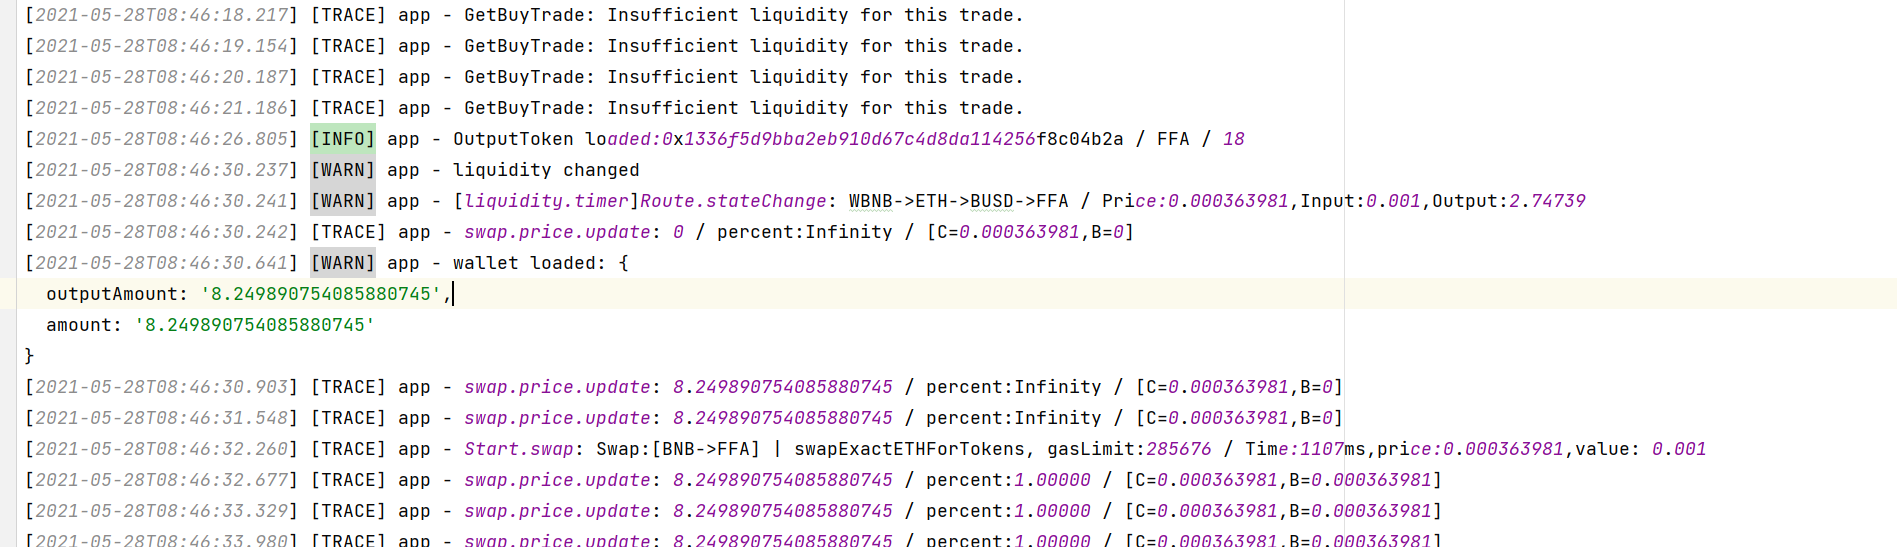 [2021-05-28T08:46:18.217] [TRACE] app - GetBuyTrade: Insufficient liquidity for this trade.
[2021-05-28T08:46:19.154] [TRACE] app - GetBuyTrade: Insufficient liquidity for this trade.
[2021-05-28T08:46:20.187] [TRACE] app - GetBuyTrade: Insufficient liquidity for this trade.
[2021-05-28T08:46:21.186] [TRACE] app - GetBuyTrade: Insufficient liquidity for this trade.
[2021-05-28T08:46:26.805] [INFO] app - OutputToken loaded:0x1336f5d9bba2eb910d67c4d8da114256f8c04b2a / FFA / 18
[2021-05-28T08:46:30.237] [WARN] app - liquidity changed
[2021-05-28T08:46:30.241] [WARN] app - [liquidity.timer]Route.stateChange: WBNB->ETH->BUSD->FFA / Price:0.000363981,Input:0.001,Output:2.74739
[2021-05-28T08:46:30.242] [TRACE] app - swap.price.update: 0 / percent:Infinity / [C=0.000363981,B=0]
[2021-05-28T08:46:30.641] [WARN] app - wallet loaded: {
outputAmount: '8.249890754085880745',
amount: '8.249890754085880745'
}
[2021-05-28T08:46:30.903] [TRACE] app - swap.price.update: 8.249890754085880745 / percent:Infinity / [C=0.000363981,B=0]
[2021-05-28T08:46:31.548] [TRACE] app - swap.price.update: 8.249890754085880745 / percent:Infinity / [C=0.000363981,B=0]
[2021-05-28T08:46:32.260] [TRACE] app - Start.swap: Swap:[BNB->FFA] | swapExactETHForTokens, gasLimit:285676 / Time:1107ms,price:0.000363981,value: 0.001
[2021-05-28T08:46:32.677] [TRACE] app - swap.price.update: 8.249890754085880745 / percent:1.00000 / [C=0.000363981,B=0.000363981]
[2021-05-28T08:46:33.329] [TRACE] app - swap.price.update: 8.249890754085880745 / percent:1.00000 / [C=0.000363981,B=0.000363981]
[2021-05-28T08:46:33.980] [TRACE] app - swap.price.update: 8.249890754085880745 / percent:1.00000 / [C=0.000363981,B=0.000363981]